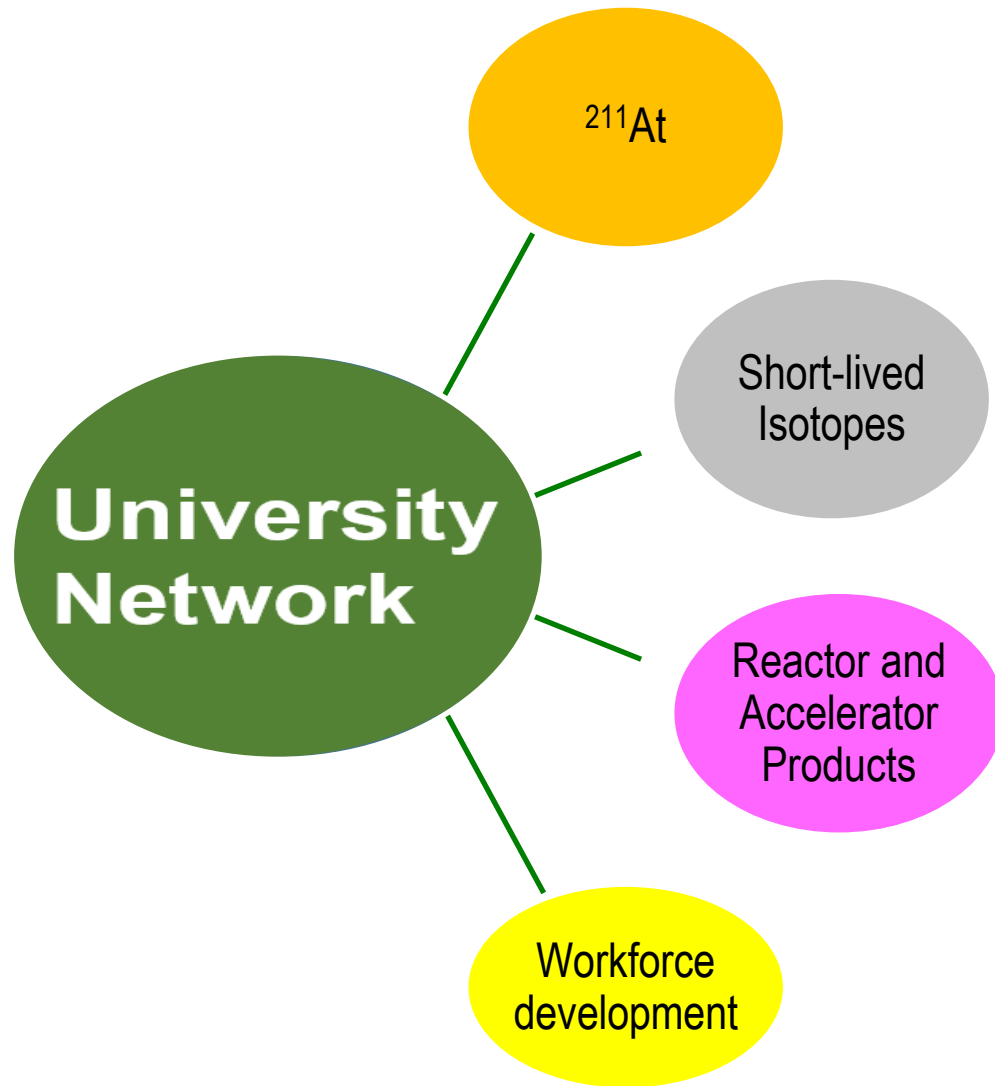 ²¹¹At
Short-lived
Isotopes
University
Network
Reactor and
Accelerator
Products
Workforce
development